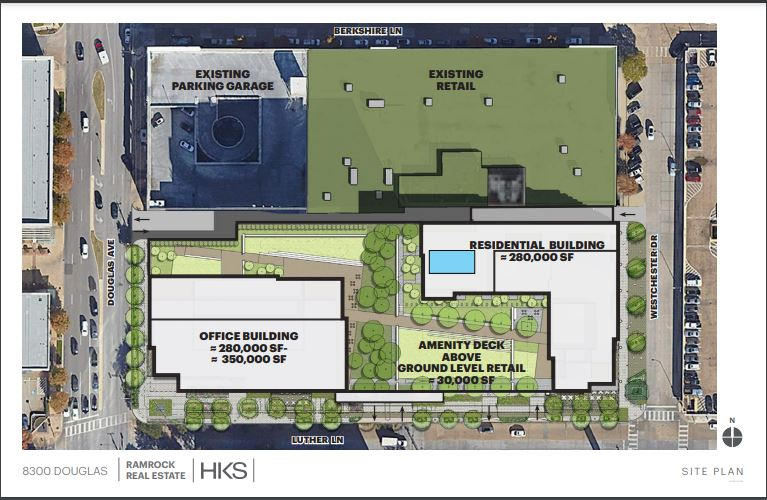 BERKSHIRE LN
EXISTING
PARKING GARAGE
EXISTING
RETAIL
DOUGLAS AVE
RESIDENTIAL BUILDING
≈ 280,000 SF
WESTCHESTER DR
OFFICE BUILDING
≈ 280,000 SF-
≈ 350,000 SF
AMENITY DECK
ABOVE
GROUND LEVEL RETAIL
≈ 30,000 SF
LUTHER LN
N
8300 DOUGLAS
RAMROCK
REAL ESTATE
HKS
SITE PLAN